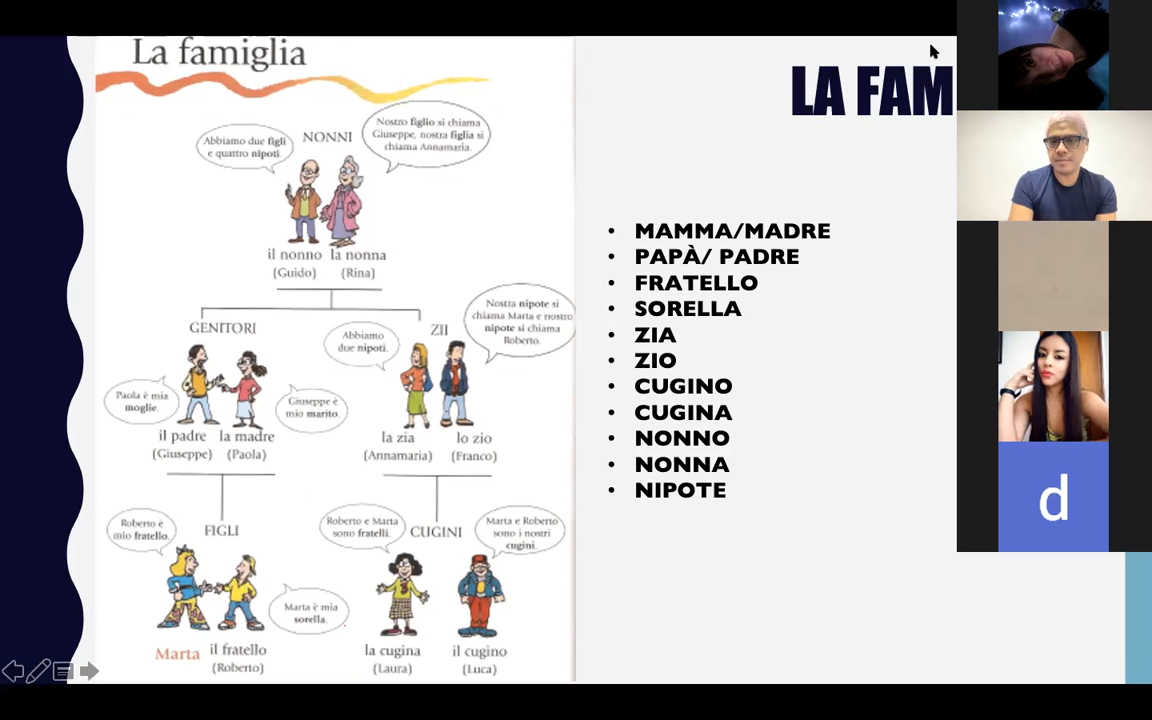 La famiglia
NONNI
Abbiamo due figli
e quattro nipoti.
Nostro figlio si chiama
Giuseppe, nostra figlia si
chiama Annamaria.
il nonno la nonna
(Guido) (Rina)
GENITORI
ZII
Abbiamo
due nipoti.
Nostra nipote si
chiama Marta e nostro
nipote si chiama
Roberto.
Paola è mia
moglie.
Giuseppe è
mio marito.
il padre la madre
(Giuseppe) (Paola)
la zia lo zio
(Annamaria) (Franco)
FIGLI
CUGINI
Roberto è
mio fratello.
Marta è mia
sorella.
Roberto e Marta
sono fratelli.
Marta e Roberto
sono i nostri
cugini.
Marta il fratello
(Roberto)
la cugina il cugino
(Laura) (Luca)
LA FAM
• MAMMA/MADRE
• PAPÀ/ PADRE
• FRATELLO
• SORELLA
• ZIA
• ZIO
• CUGINO
• CUGINA
• NONNO
• NONNA
• NIPOTE
d